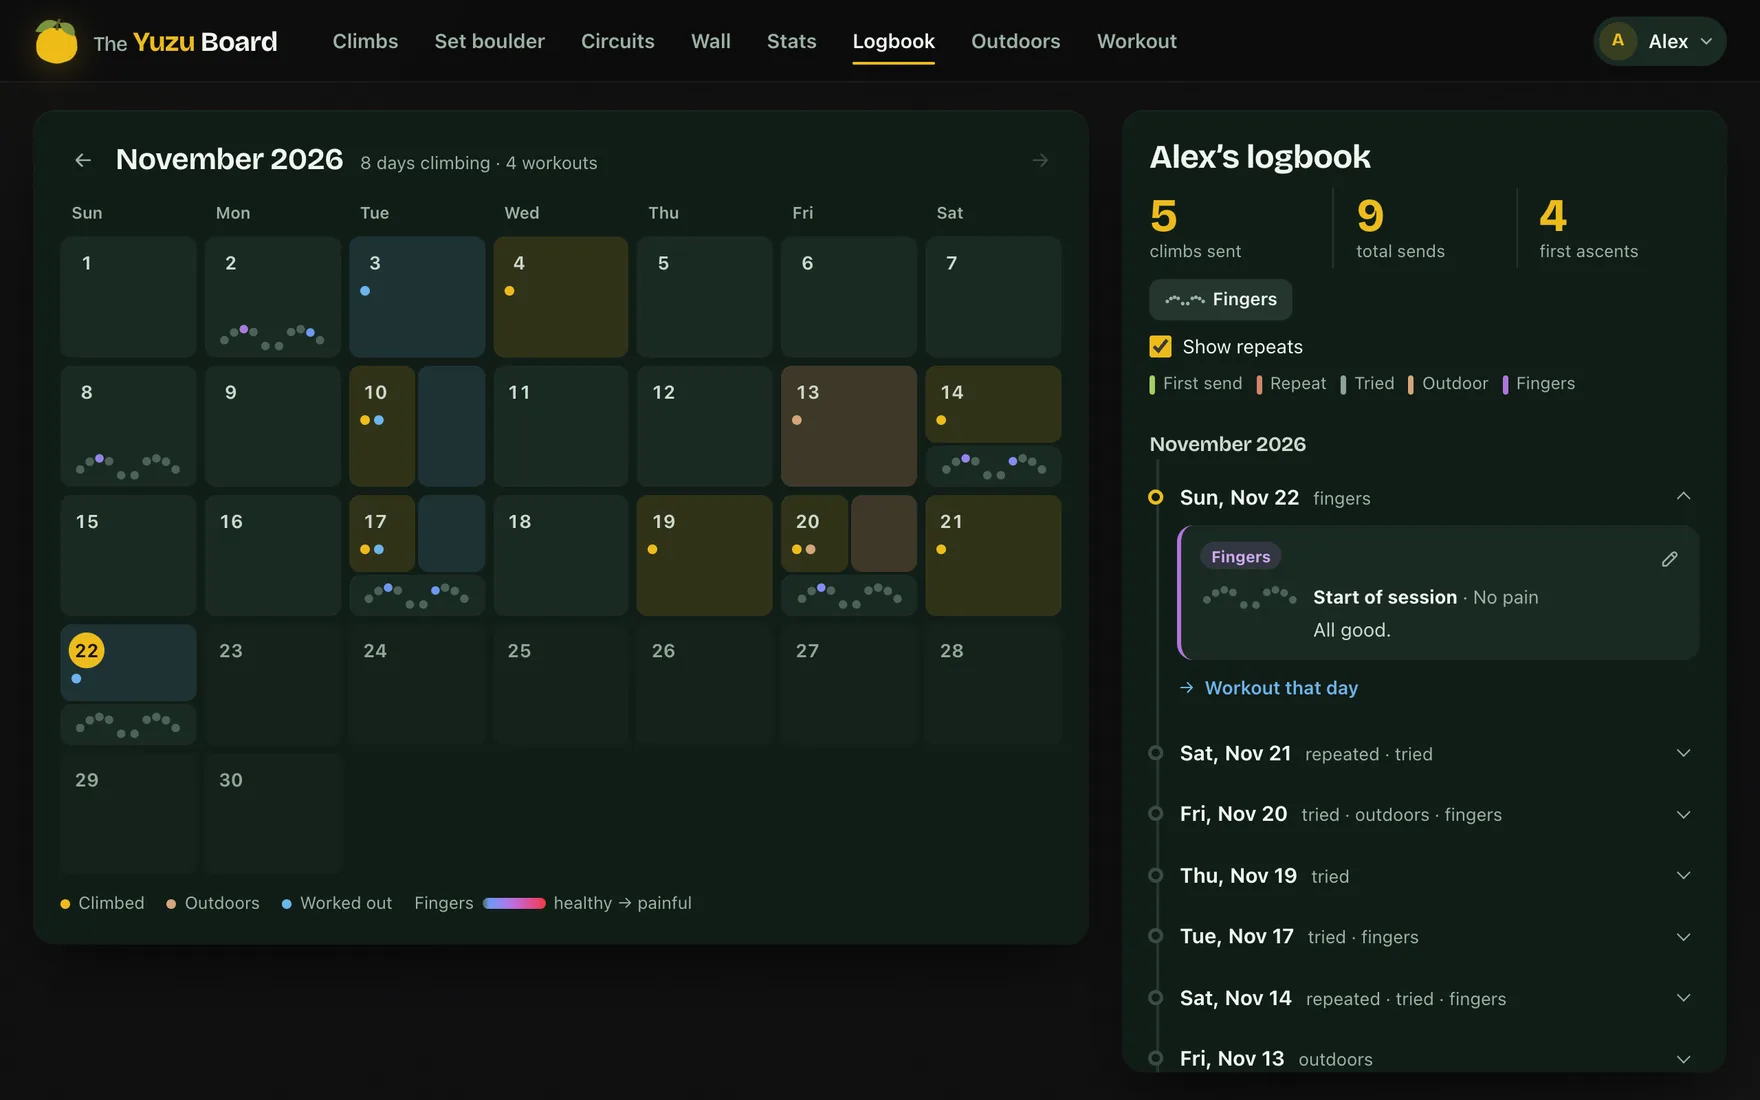 The Yuzu Board
Climbs
Set boulder
Circuits
Wall
Stats
Logbook
Outdoors
Workout
A
Alex
← November 2026 8 days climbing · 4 workouts →
Sun Mon Tue Wed Thu Fri Sat
1 2 3 4 5 6 7
8 9 10 11 12 13 14
15 16 17 18 19 20 21
22 23 24 25 26 27 28
29 30
Climbed Outdoors Worked out Fingers healthy → painful
Alex’s logbook
5 9 4
climbs sent total sends first ascents
Fingers
Show repeats
First send Repeat Tried Outdoor Fingers
November 2026
Sun, Nov 22 fingers
Fingers
Start of session · No pain
All good.
→ Workout that day
Sat, Nov 21 repeated · tried
Fri, Nov 20 tried · outdoors · fingers
Thu, Nov 19 tried
Tue, Nov 17 tried · fingers
Sat, Nov 14 repeated · tried · fingers
Fri, Nov 13 outdoors